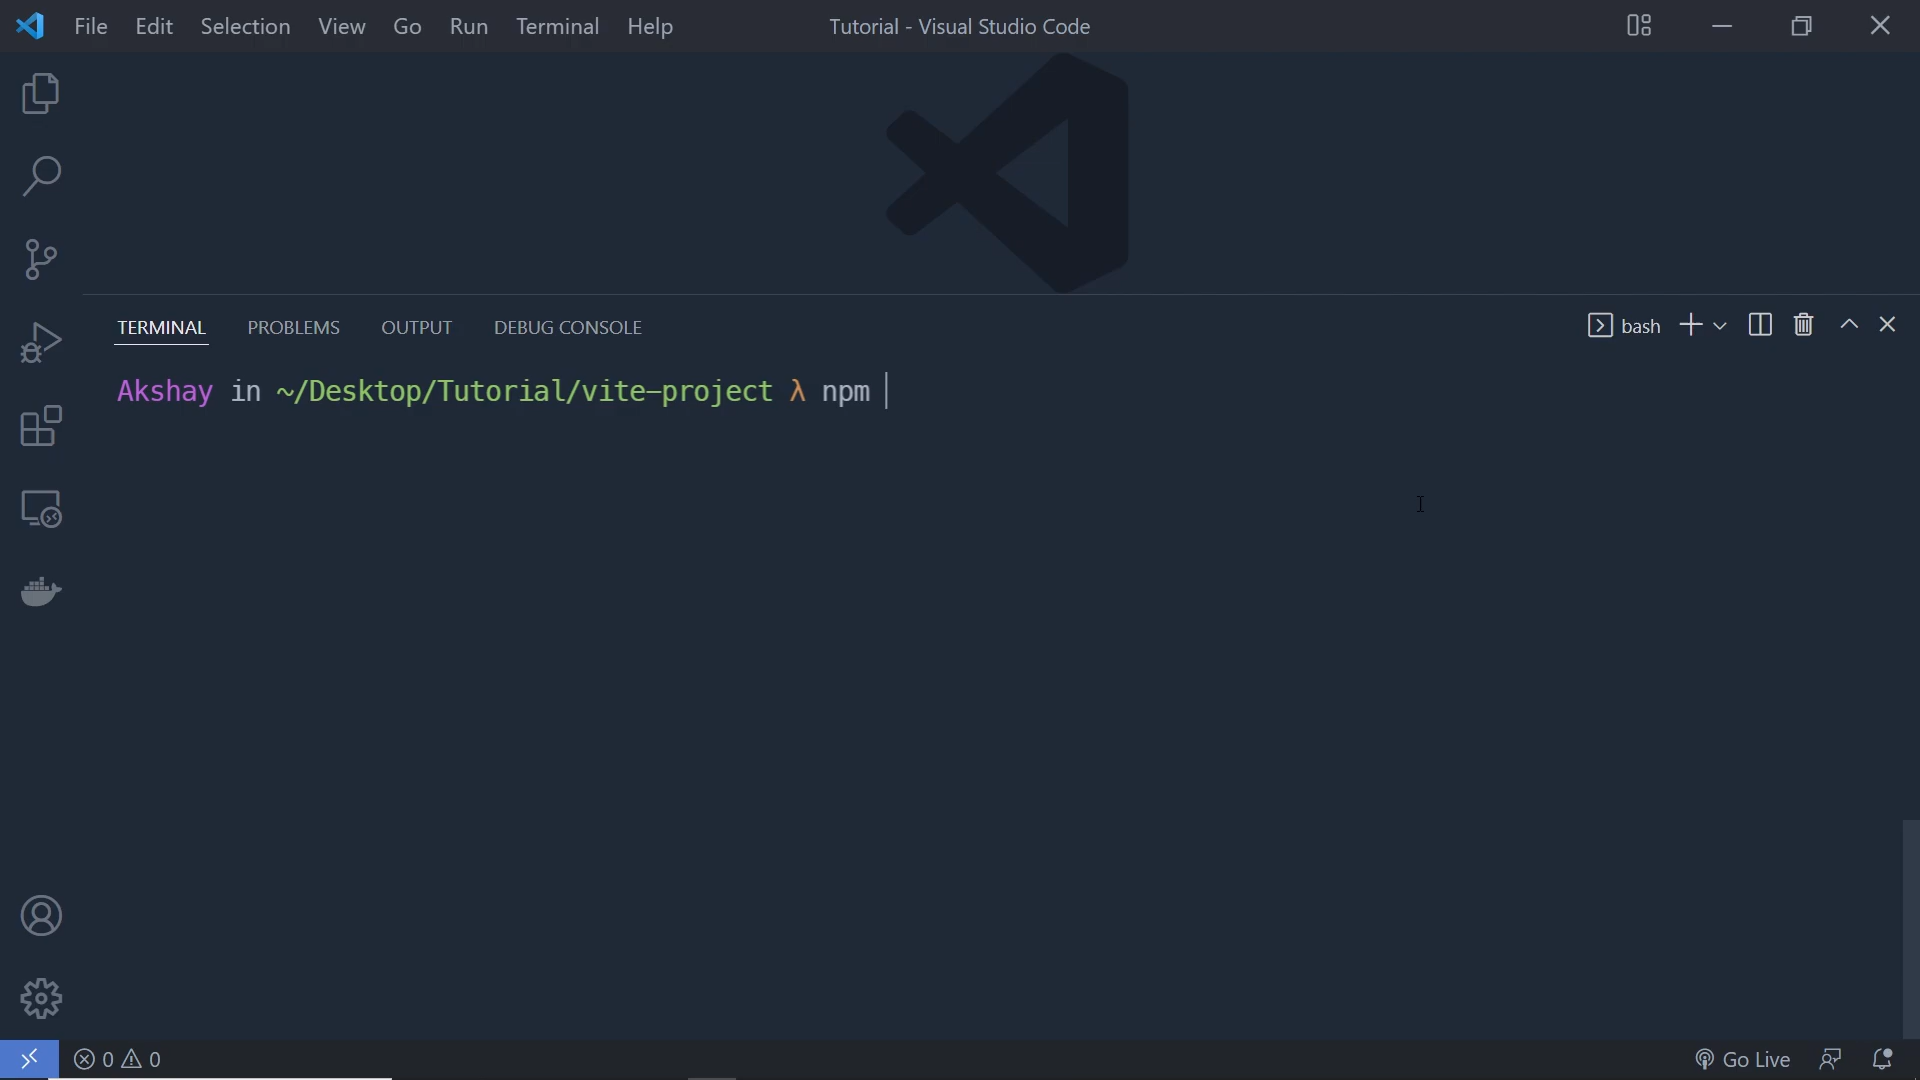 File Edit Selection View Go Run Terminal Help Tutorial - Visual Studio Code
TERMINAL PROBLEMS OUTPUT DEBUG CONSOLE bash
Akshay in ~/Desktop/Tutorial/vite-project λ npm
0 0 Go Live